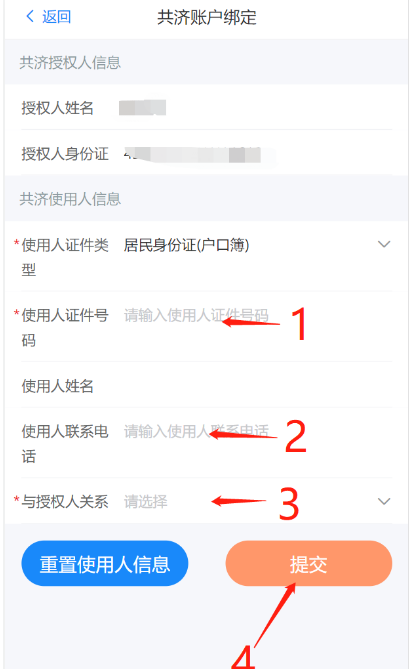 返回 共济账户绑定
共济授权人信息
授权人姓名
授权人身份证
共济使用人信息
*使用人证件类 居民身份证(户口簿)
型
*使用人证件号 请输入使用人证件号码 1
码
使用人姓名
使用人联系电 请输入使用人联系电话 2
话
*与授权人关系 请选择 3
重置使用人信息 提交
4